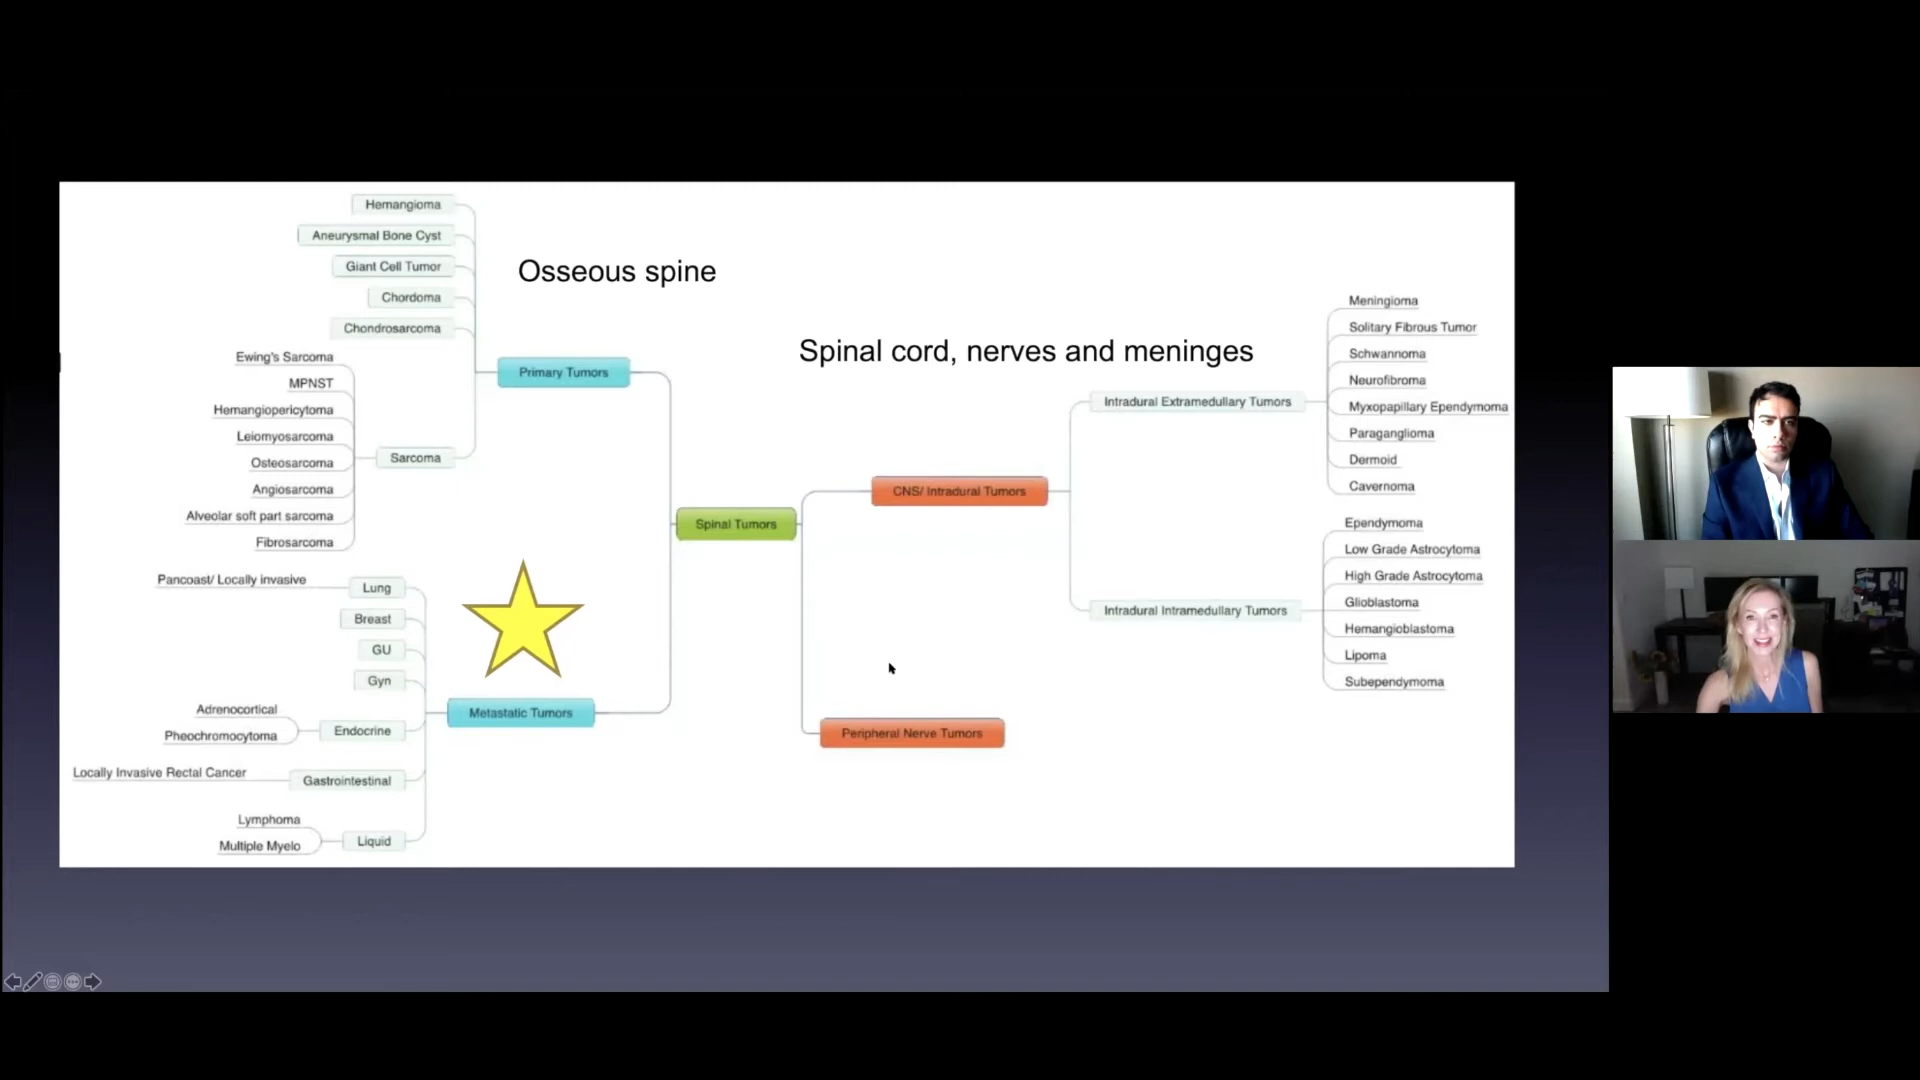 Hemangioma
Aneurysmal Bone Cyst
Giant Cell Tumor
Chordoma
Chondrosarcoma
Ewing's Sarcoma
MPNST
Hemangiopericytoma
Leiomyosarcoma
Osteosarcoma
Angiosarcoma
Alveolar soft part sarcoma
Fibrosarcoma
Sarcoma
Primary Tumors
Osseous spine
Pancoast/ Locally invasive
Lung
Breast
GU
Gyn
Adrenocortical
Pheochromocytoma
Endocrine
Locally Invasive Rectal Cancer
Gastrointestinal
Lymphoma
Multiple Myelo
Liquid
Metastatic Tumors
Spinal Tumors
Spinal cord, nerves and meninges
CNS/ Intradural Tumors
Peripheral Nerve Tumors
Intradural Extramedullary Tumors
Meningioma
Solitary Fibrous Tumor
Schwannoma
Neurofibroma
Myxopapillary Ependymoma
Paraganglioma
Dermoid
Cavernoma
Intradural Intramedullary Tumors
Ependymoma
Low Grade Astrocytoma
High Grade Astrocytoma
Glioblastoma
Hemangioblastoma
Lipoma
Subependymoma